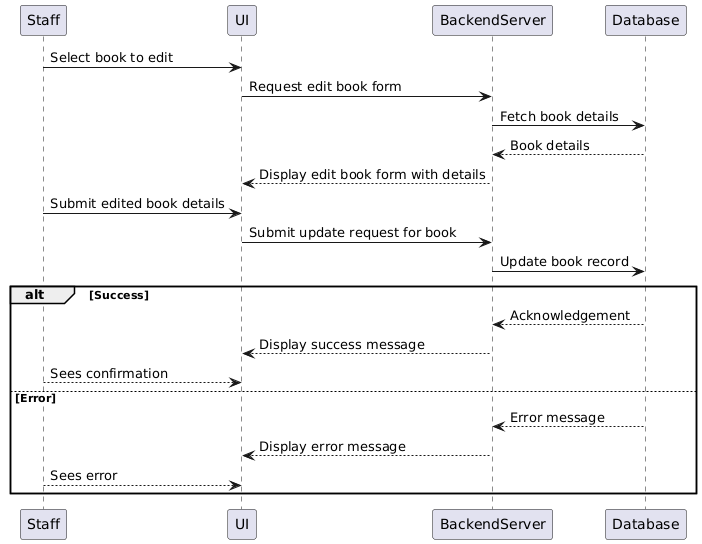 Staff UI BackendServer Database
Select book to edit
Request edit book form
Fetch book details
Book details
Display edit book form with details
Submit edited book details
Submit update request for book
Update book record
alt [Success]
Acknowledgement
Display success message
Sees confirmation
[Error]
Error message
Display error message
Sees error
Staff UI BackendServer Database